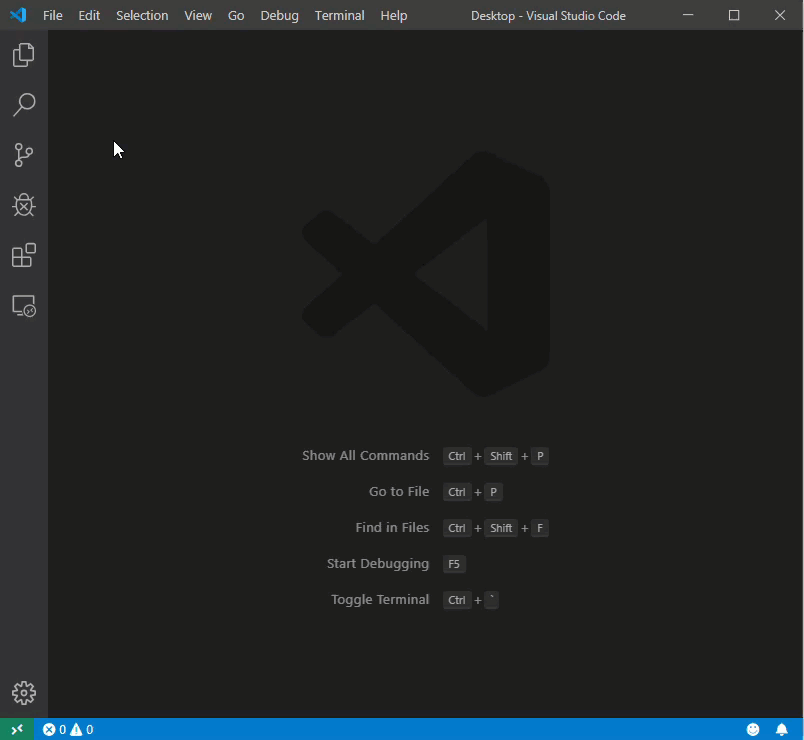 File Edit Selection View Go Debug Terminal Help Desktop - Visual Studio Code
Show All Commands Ctrl + Shift + P
Go to File Ctrl + P
Find in Files Ctrl + Shift + F
Start Debugging F5
Toggle Terminal Ctrl + `
0 0